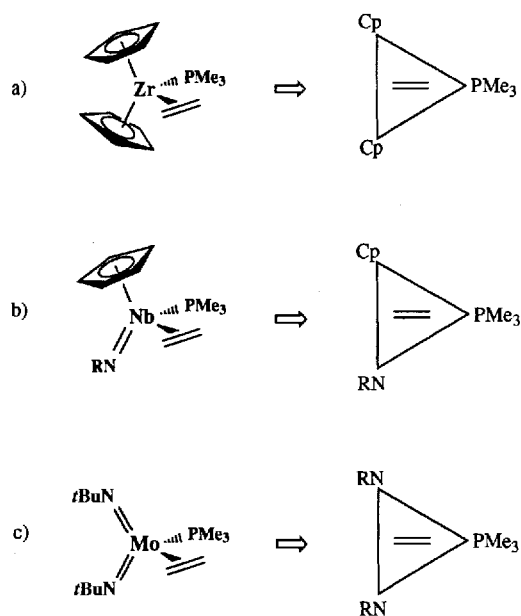 Cp
a)
Zr
PMe3
PMe3
Cp
Cp
b)
Nb
PMe3
PMe3
RN
RN
RN
tBuN
c)
Mo
PMe3
PMe3
tBuN
RN